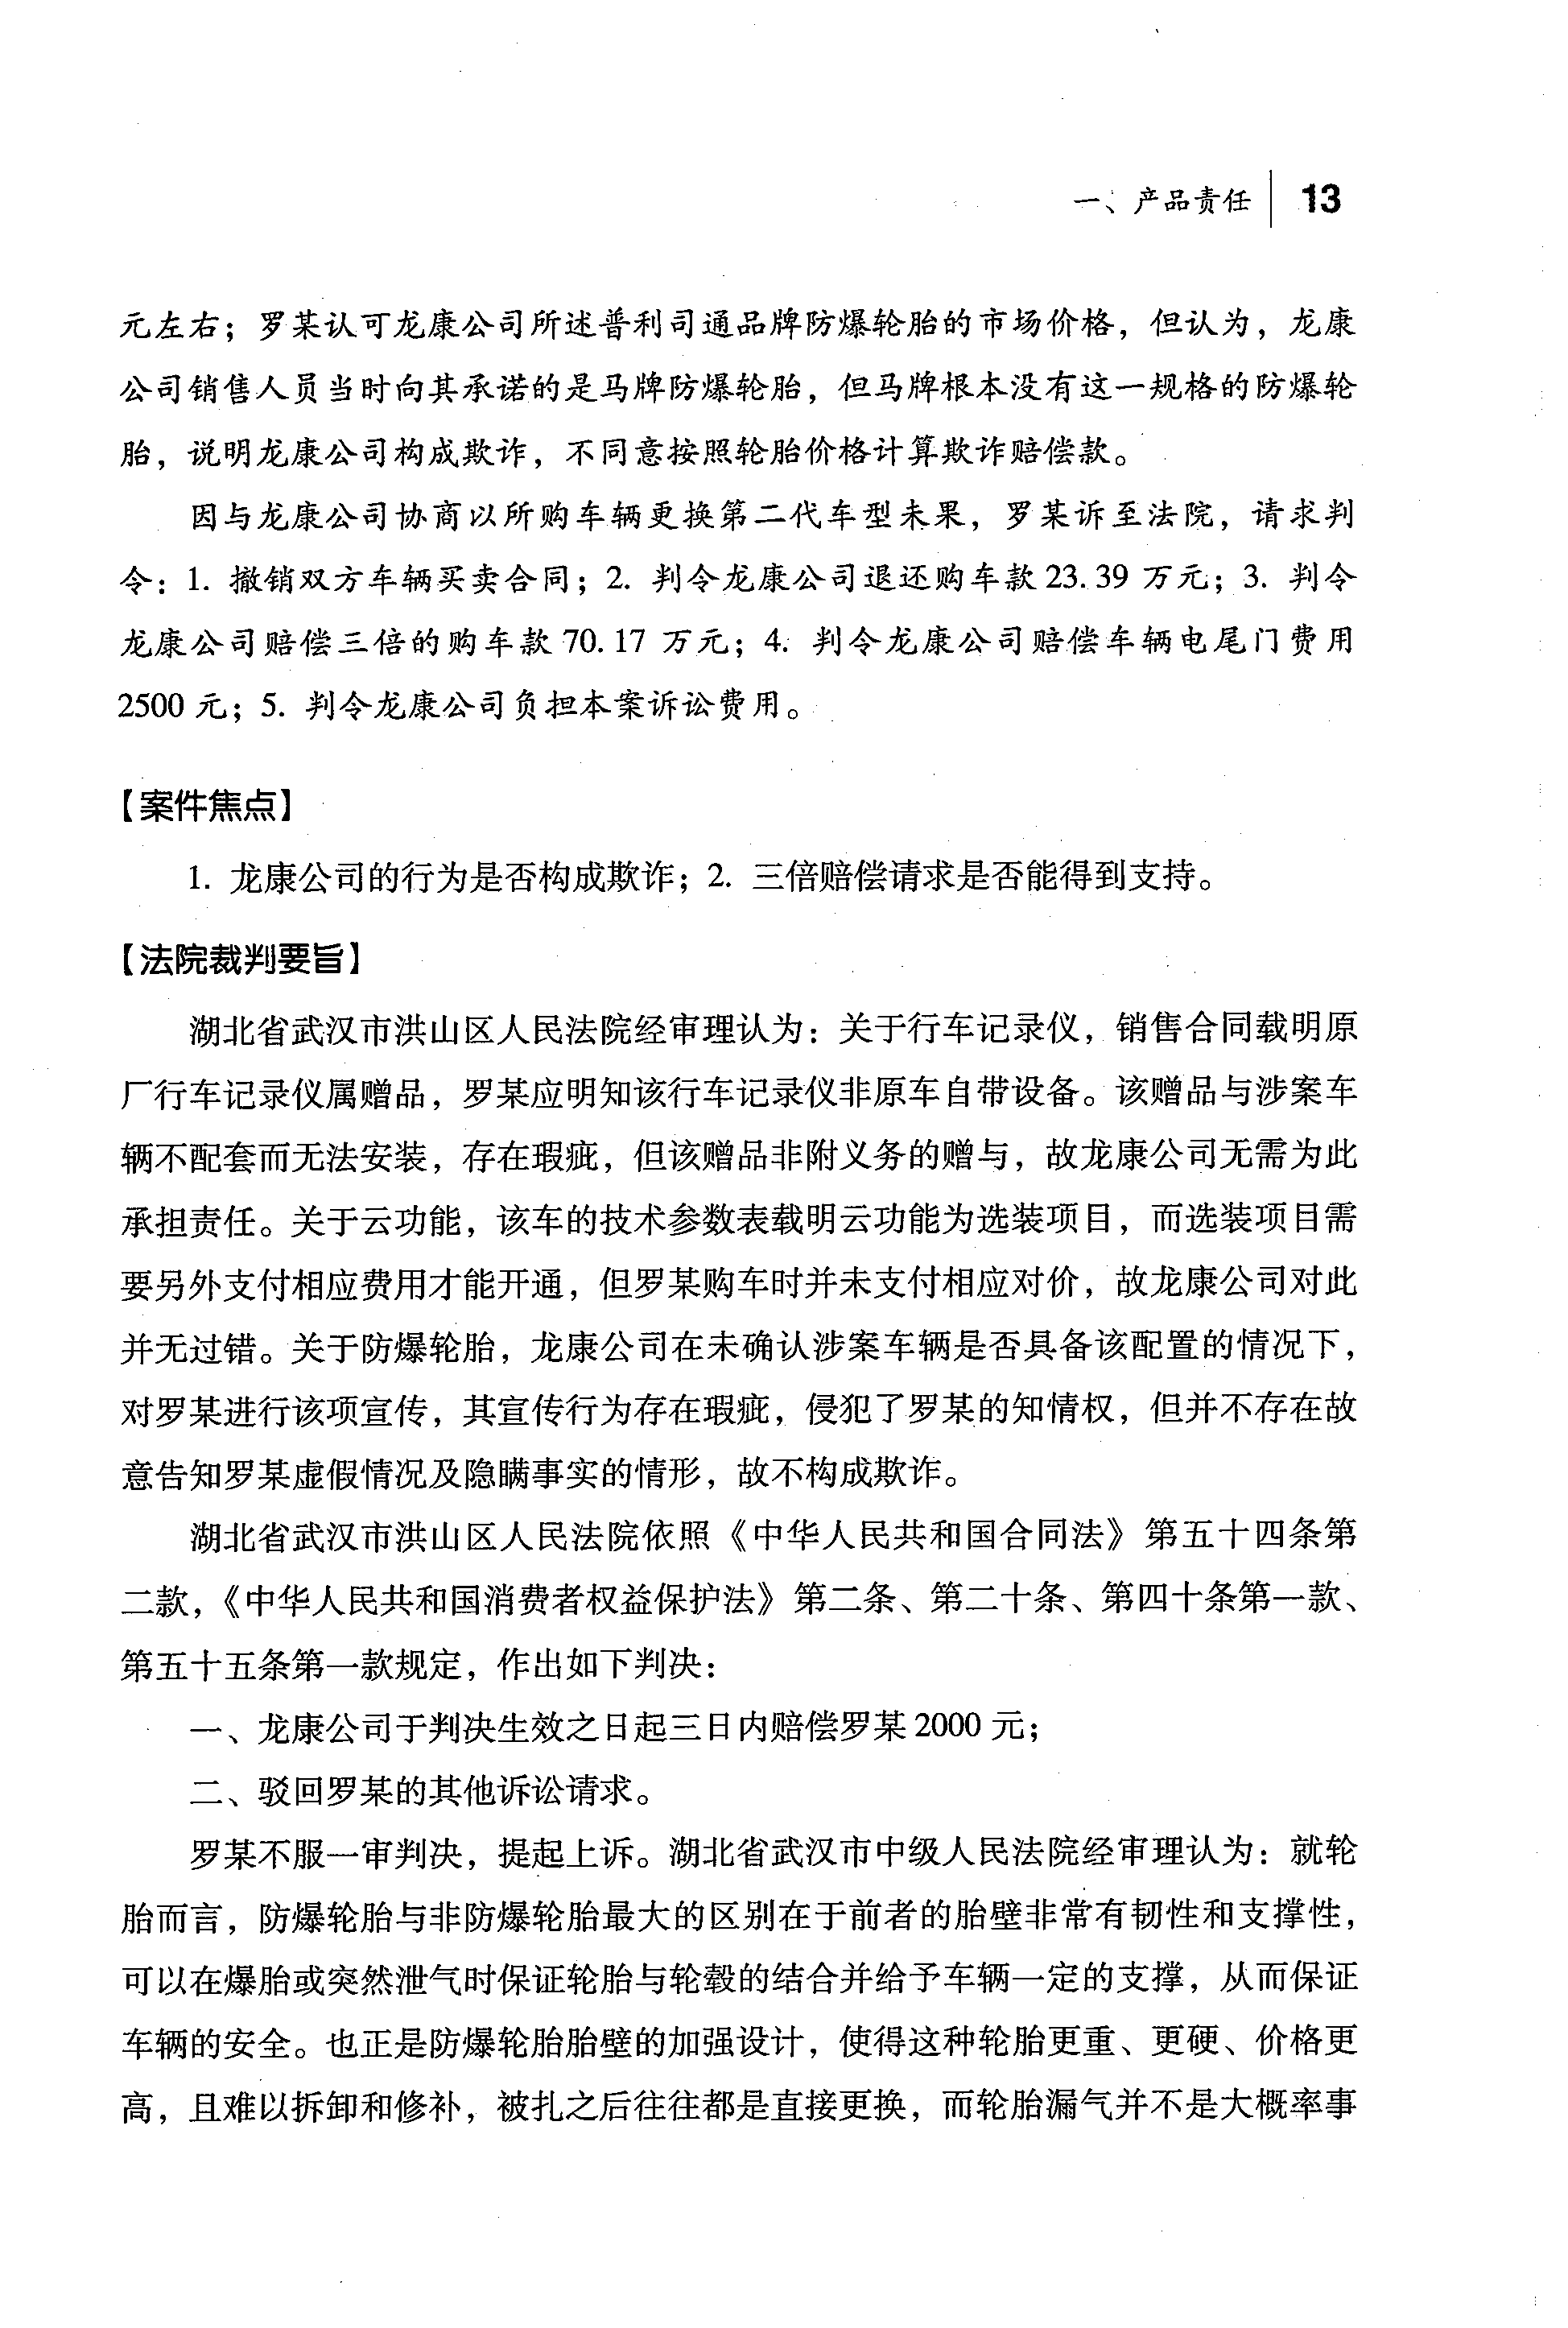 一、产品责任 13
元左右；罗某认可龙康公司所述普利司通品牌防爆轮胎的市场价格，但认为，龙康
公司销售人员当时向其承诺的是马牌防爆轮胎，但马牌根本没有这一规格的防爆轮
胎，说明龙康公司构成欺诈，不同意按照轮胎价格计算欺诈赔偿款。
因与龙康公司协商以所购车辆更换第二代车型未果，罗某诉至法院，请求判
令：1. 撤销双方车辆买卖合同；2. 判令龙康公司退还购车款 23.39 万元；3. 判令
龙康公司赔偿三倍的购车款 70.17 万元；4. 判令龙康公司赔偿车辆电尾门费用
2500 元；5. 判令龙康公司负担本案诉讼费用。
【案件焦点】
1. 龙康公司的行为是否构成欺诈；2. 三倍赔偿请求是否能得到支持。
【法院裁判要旨】
湖北省武汉市洪山区人民法院经审理认为：关于行车记录仪，销售合同载明原
厂行车记录仪属赠品，罗某应明知该行车记录仪非原车自带设备。该赠品与涉案车
辆不配套而无法安装，存在瑕疵，但该赠品非附义务的赠与，故龙康公司无需为此
承担责任。关于云功能，该车的技术参数表载明云功能为选装项目，而选装项目需
要另外支付相应费用才能开通，但罗某购车时并未支付相应对价，故龙康公司对此
并无过错。关于防爆轮胎，龙康公司在未确认涉案车辆是否具备该配置的情况下，
对罗某进行该项宣传，其宣传行为存在瑕疵，侵犯了罗某的知情权，但并不存在故
意告知罗某虚假情况及隐瞒事实的情形，故不构成欺诈。
湖北省武汉市洪山区人民法院依照《中华人民共和国合同法》第五十四条第
二款，《中华人民共和国消费者权益保护法》第二条、第二十条、第四十条第一款、
第五十五条第一款规定，作出如下判决：
一、龙康公司于判决生效之日起三日内赔偿罗某 2000 元；
二、驳回罗某的其他诉讼请求。
罗某不服一审判决，提起上诉。湖北省武汉市中级人民法院经审理认为：就轮
胎而言，防爆轮胎与非防爆轮胎最大的区别在于前者的胎壁非常有韧性和支撑性，
可以在爆胎或突然泄气时保证轮胎与轮毂的结合并给予车辆一定的支撑，从而保证
车辆的安全。也正是防爆轮胎胎壁的加强设计，使得这种轮胎更重、更硬、价格更
高，且难以拆卸和修补，被扎之后往往都是直接更换，而轮胎漏气并不是大概率事